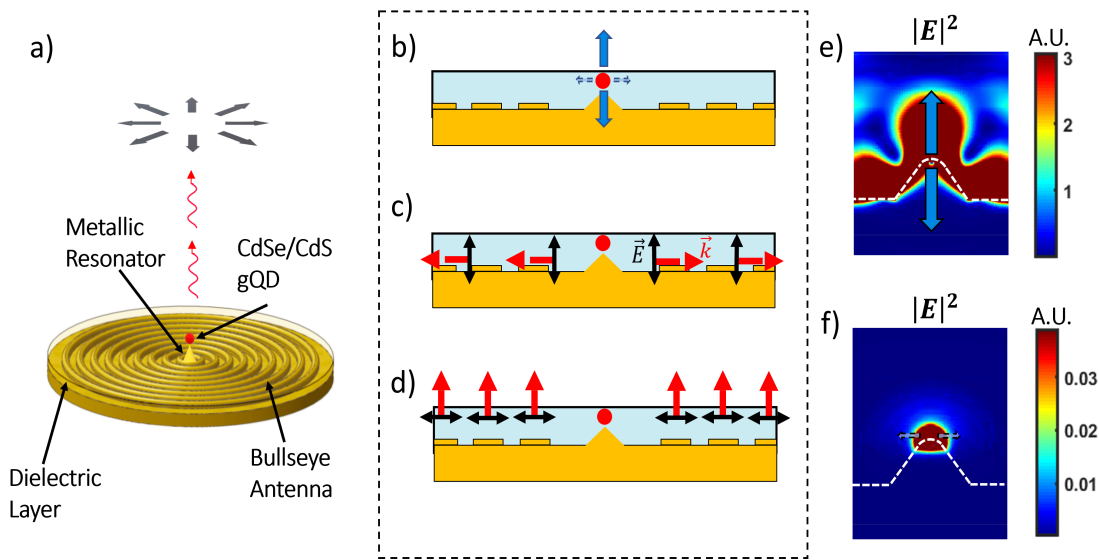 a)
Metallic
Resonator
CdSe/CdS
gQD
Dielectric
Layer
Bullseye
Antenna
b)
c)
E⃗
k⃗
d)
e)
|E|²
A.U.
3
2
1
f)
|E|²
A.U.
0.03
0.02
0.01